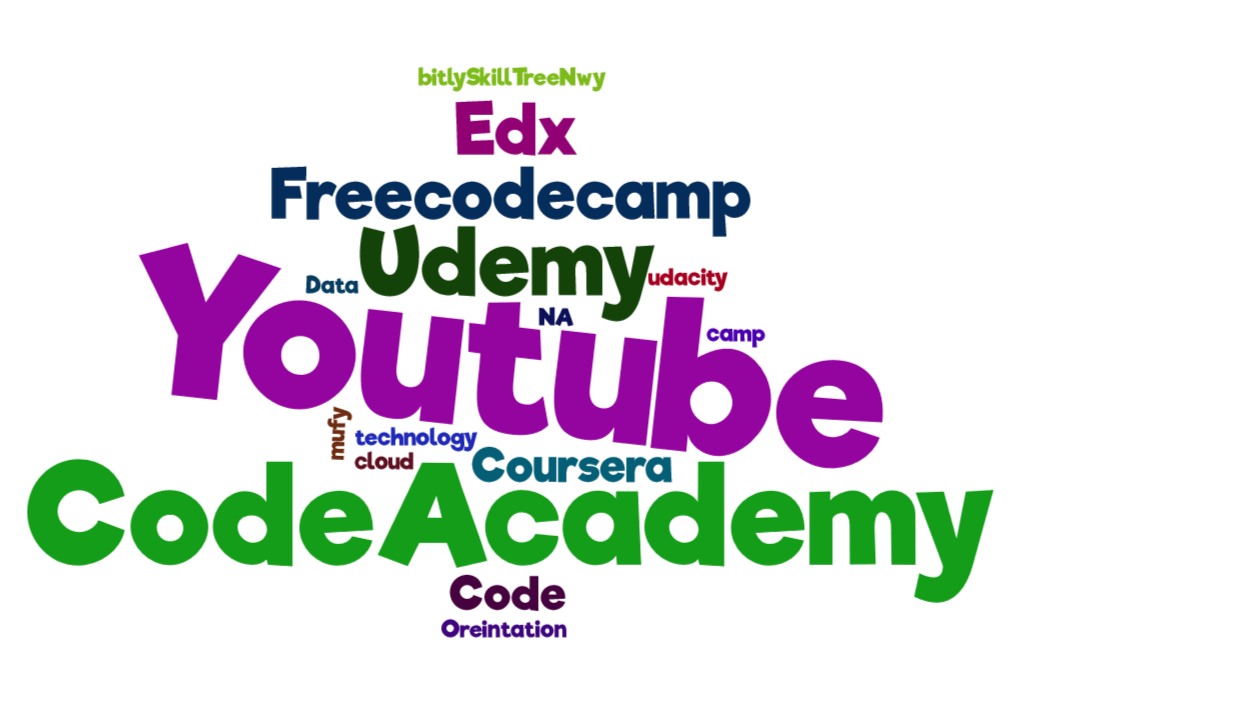 bitlySkillTreeNwy
Edx
Freecodecamp
Udemy
Data
udacity
NA
Youtube
camp
mufy
technology
cloud
Coursera
CodeAcademy
Code
Oreintation